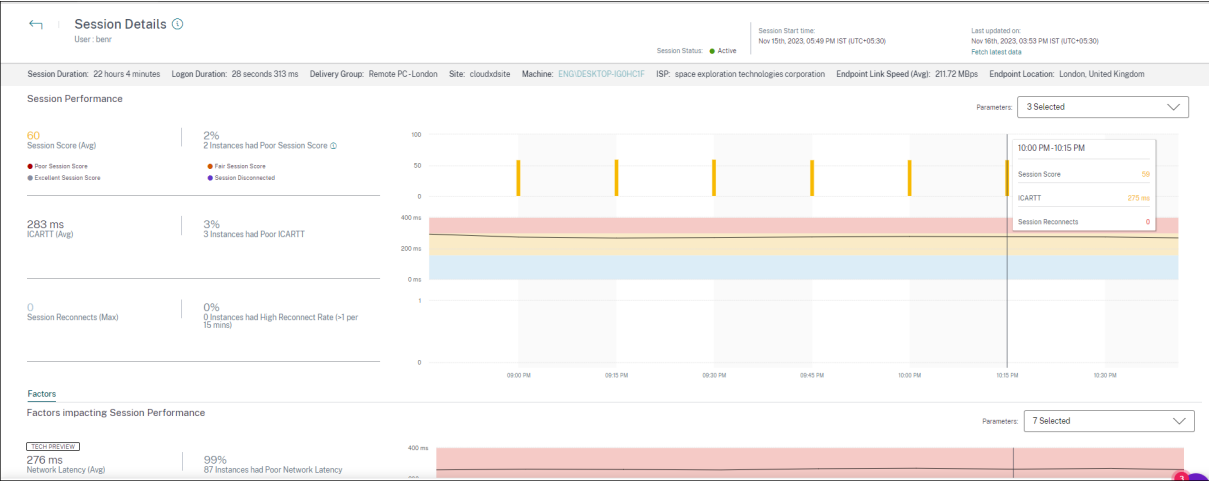 Session Details
User : benr
Session Status: Active
Session Start time:
Nov 15th, 2023, 05:49 PM IST (UTC+05:30)
Last updated on:
Nov 16th, 2023, 03:53 PM IST (UTC+05:30)
Fetch latest data
Session Duration: 22 hours 4 minutes Logon Duration: 28 seconds 313 ms Delivery Group: Remote PC-London Site: cloudxdsite Machine: ENG\DESKTOP-IG0HC1F ISP: space exploration technologies corporation Endpoint Link Speed (Avg): 211.72 MBps Endpoint Location: London, United Kingdom
Session Performance
Parameters: 3 Selected
60
Session Score (Avg)
2%
2 Instances had Poor Session Score
Poor Session Score
Fair Session Score
Excellent Session Score
Session Disconnected
100
50
0
10:00 PM-10:15 PM
Session Score 59
ICARTT 275 ms
Session Reconnects 0
283 ms
ICARTT (Avg)
3%
3 Instances had Poor ICARTT
400 ms
200 ms
0 ms
0
Session Reconnects (Max)
0%
0 Instances had High Reconnect Rate (>1 per
15 mins)
1
0
09:00 PM 09:15 PM 09:30 PM 09:45 PM 10:00 PM 10:15 PM 10:30 PM
Factors
Factors impacting Session Performance
Parameters: 7 Selected
TECH PREVIEW
276 ms
Network Latency (Avg)
99%
87 Instances had Poor Network Latency
400 ms
3